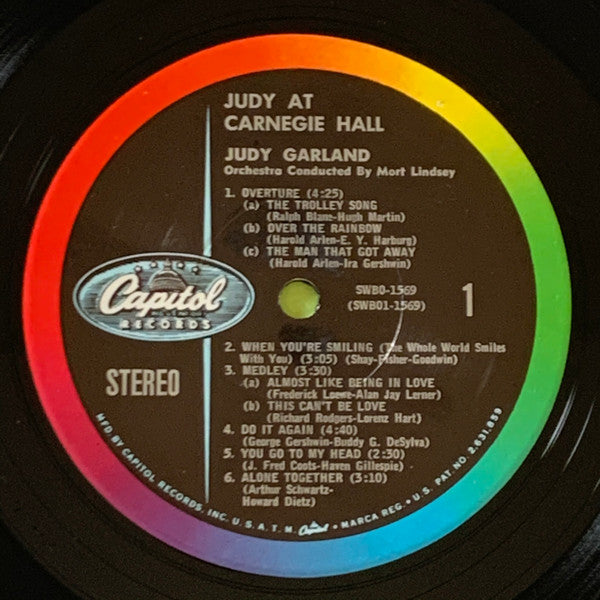 JUDY AT
CARNEGIE HALL
JUDY GARLAND
Orchestra Conducted By Mort Lindsey
1. OVERTURE (4:25)
(a) THE TROLLEY SONG
(Ralph Blane-Hugh Martin)
(b) OVER THE RAINBOW
(Harold Arlen-E. Y. Harburg)
(c) THE MAN THAT GOT AWAY
(Harold Arlen-Ira Gershwin)
Capitol
RECORDS
SWBO-1569
(SWBO1-1569)
1
STEREO
2. WHEN YOU'RE SMILING (The Whole World Smiles
With You) (3:05) (Shay-Fisher-Goodwin)
3. MEDLEY (3:30)
(a) ALMOST LIKE BEING IN LOVE
(Frederick Loewe-Alan Jay Lerner)
(b) THIS CAN'T BE LOVE
(Richard Rodgers-Lorenz Hart)
4. DO IT AGAIN (4:40)
(George Gershwin-Buddy G. DeSylva)
5. YOU GO TO MY HEAD (2:30)
(J. Fred Coots-Haven Gillespie)
6. ALONE TOGETHER (3:10)
(Arthur Schwartz-
Howard Dietz)
MFD. BY CAPITOL RECORDS, INC. U.S.A. T.M. Capitol MARCA REG. • U.S. PAT. NO. 2,631,859